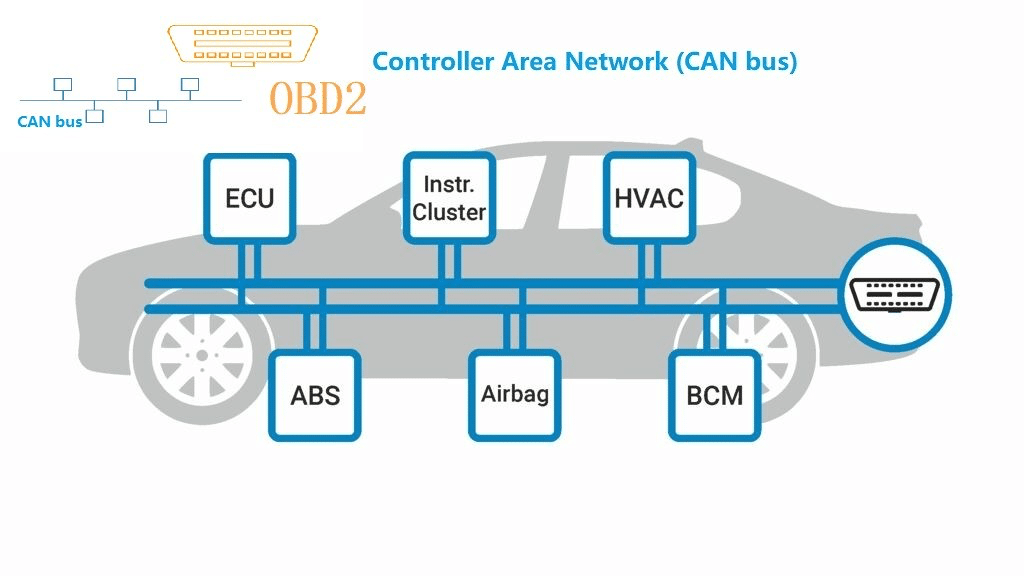 Controller Area Network (CAN bus)
OBD2
CAN bus
ECU
Instr.
Cluster
HVAC
ABS
Airbag
BCM